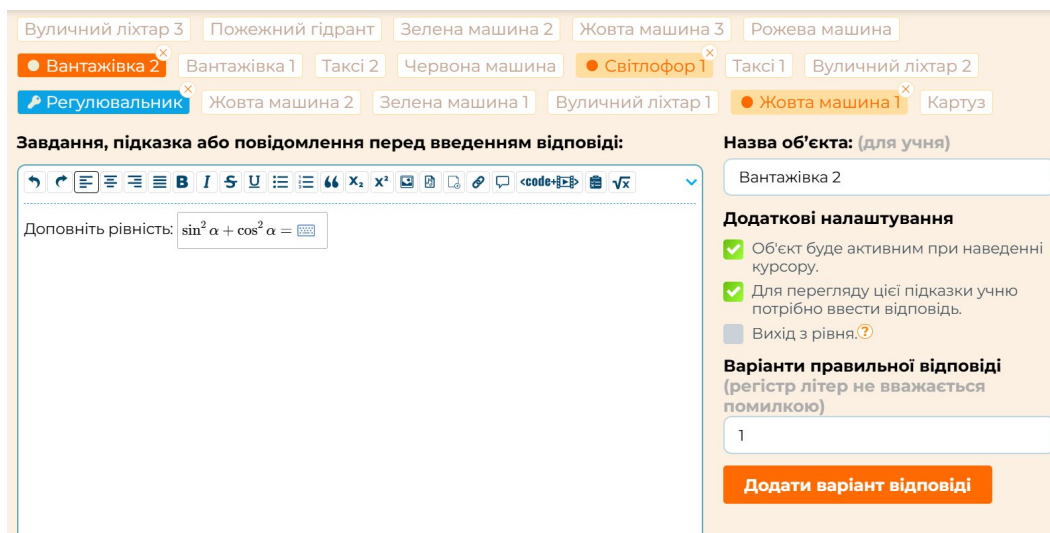 Вуличний ліхтар 3 Пожежний гідрант Зелена машина 2 Жовта машина 3 Рожева машина
Вантажівка 2 Вантажівка 1 Таксі 2 Червона машина Світлофор 1 Таксі 1 Вуличний ліхтар 2
Регулювальник Жовта машина 2 Зелена машина 1 Вуличний ліхтар 1 Жовта машина 1 Картуз
Завдання, підказка або повідомлення перед введенням відповіді:
B I S U X₂ X² <code+ √x
Доповніть рівність: sin² α + cos² α =
Назва об’єкта: (для учня)
Вантажівка 2
Додаткові налаштування
Об'єкт буде активним при наведенні
курсору.
Для перегляду цієї підказки учню
потрібно ввести відповідь.
Вихід з рівня. ?
Варіанти правильної відповіді
(регістр літер не вважається
помилкою)
1
Додати варіант відповіді